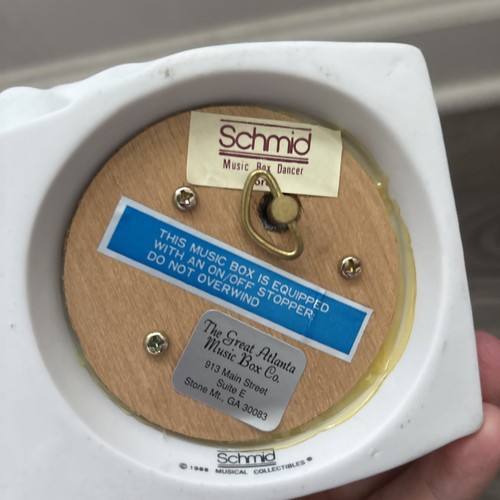 Schmid
Music Box Dancer
THIS MUSIC BOX IS EQUIPPED
WITH AN ON/OFF STOPPER
DO NOT OVERWIND
The Great Atlanta
Music Box Co.
913 Main Street
Suite E
Stone Mt. GA 30083
Schmid
© 1988 MUSICAL COLLECTIBLES®